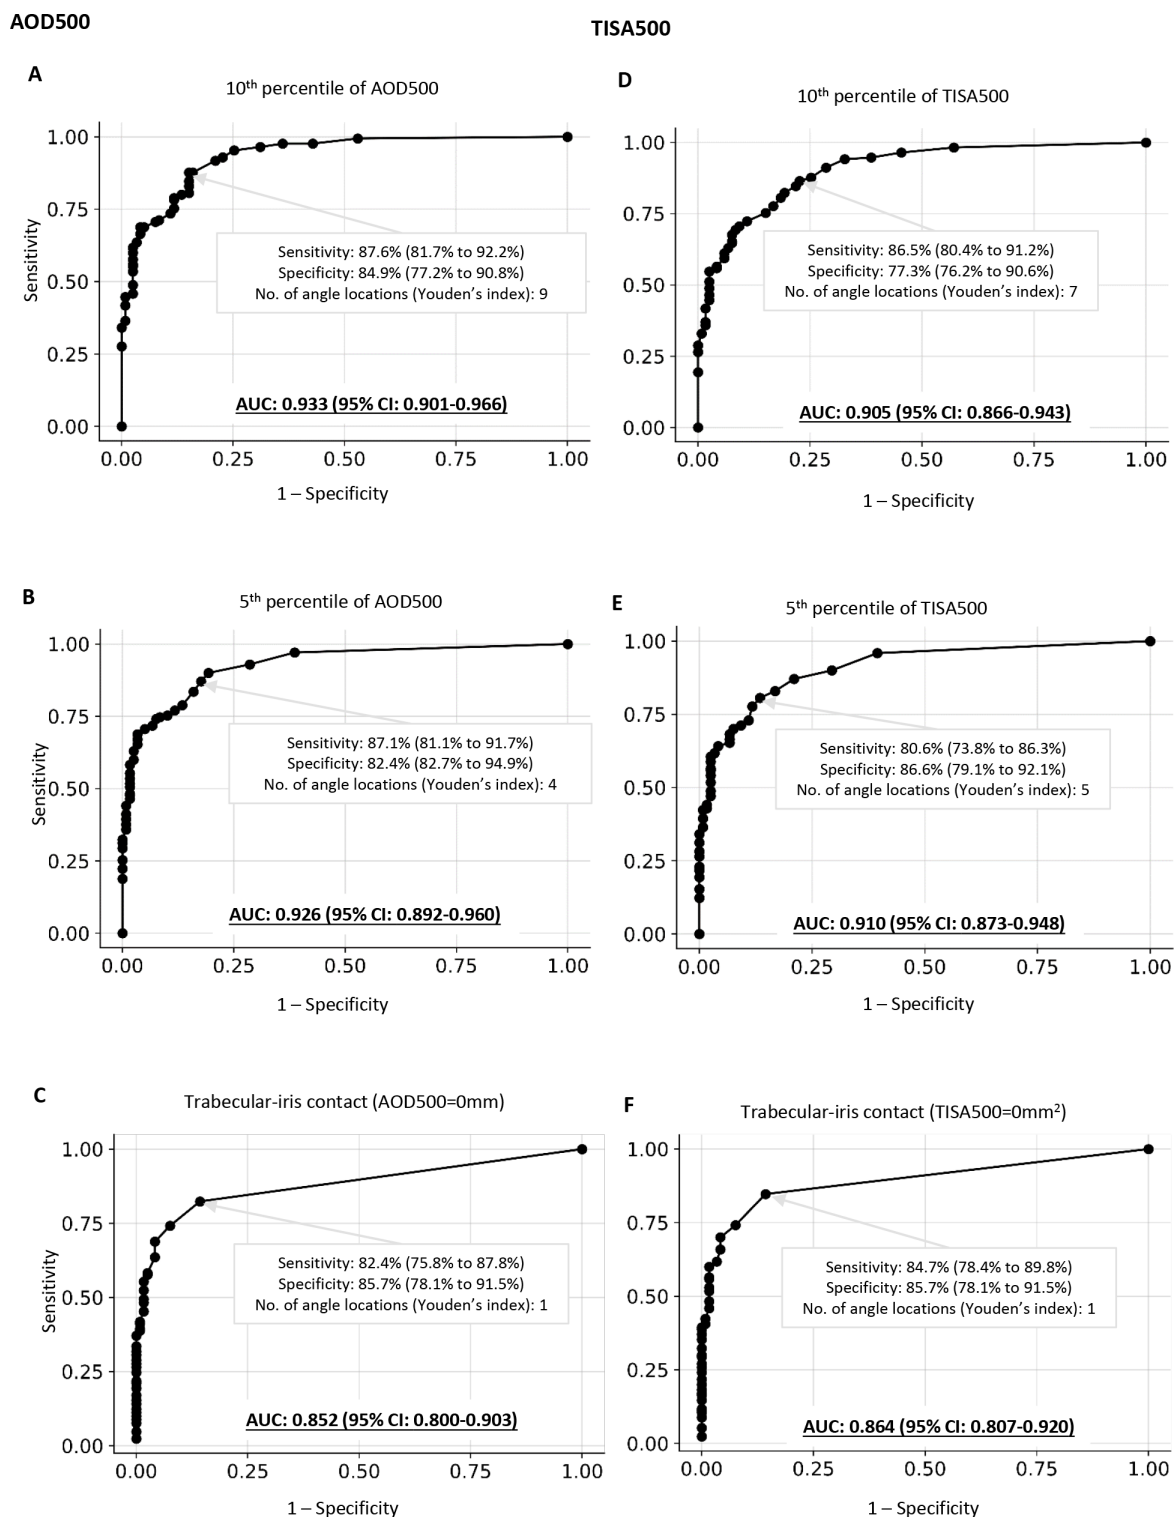 AOD500
TISA500
A
10th percentile of AOD500
Sensitivity
1.00
0.75
0.50
0.25
0.00
Sensitivity: 87.6% (81.7% to 92.2%)
Specificity: 84.9% (77.2% to 90.8%)
No. of angle locations (Youden’s index): 9
AUC: 0.933 (95% CI: 0.901-0.966)
0.00 0.25 0.50 0.75 1.00
1 – Specificity
D
10th percentile of TISA500
1.00
0.75
0.50
0.25
0.00
Sensitivity: 86.5% (80.4% to 91.2%)
Specificity: 77.3% (76.2% to 90.6%)
No. of angle locations (Youden’s index): 7
AUC: 0.905 (95% CI: 0.866-0.943)
0.00 0.25 0.50 0.75 1.00
1 – Specificity
B
5th percentile of AOD500
Sensitivity
1.00
0.75
0.50
0.25
0.00
Sensitivity: 87.1% (81.1% to 91.7%)
Specificity: 82.4% (82.7% to 94.9%)
No. of angle locations (Youden’s index): 4
AUC: 0.926 (95% CI: 0.892-0.960)
0.00 0.25 0.50 0.75 1.00
1 – Specificity
E
5th percentile of TISA500
1.00
0.75
0.50
0.25
0.00
Sensitivity: 80.6% (73.8% to 86.3%)
Specificity: 86.6% (79.1% to 92.1%)
No. of angle locations (Youden’s index): 5
AUC: 0.910 (95% CI: 0.873-0.948)
0.00 0.25 0.50 0.75 1.00
1 – Specificity
C
Trabecular-iris contact (AOD500=0mm)
Sensitivity
1.00
0.75
0.50
0.25
0.00
Sensitivity: 82.4% (75.8% to 87.8%)
Specificity: 85.7% (78.1% to 91.5%)
No. of angle locations (Youden’s index): 1
AUC: 0.852 (95% CI: 0.800-0.903)
0.00 0.25 0.50 0.75 1.00
1 – Specificity
F
Trabecular-iris contact (TISA500=0mm²)
1.00
0.75
0.50
0.25
0.00
Sensitivity: 84.7% (78.4% to 89.8%)
Specificity: 85.7% (78.1% to 91.5%)
No. of angle locations (Youden’s index): 1
AUC: 0.864 (95% CI: 0.807-0.920)
0.00 0.25 0.50 0.75 1.00
1 – Specificity